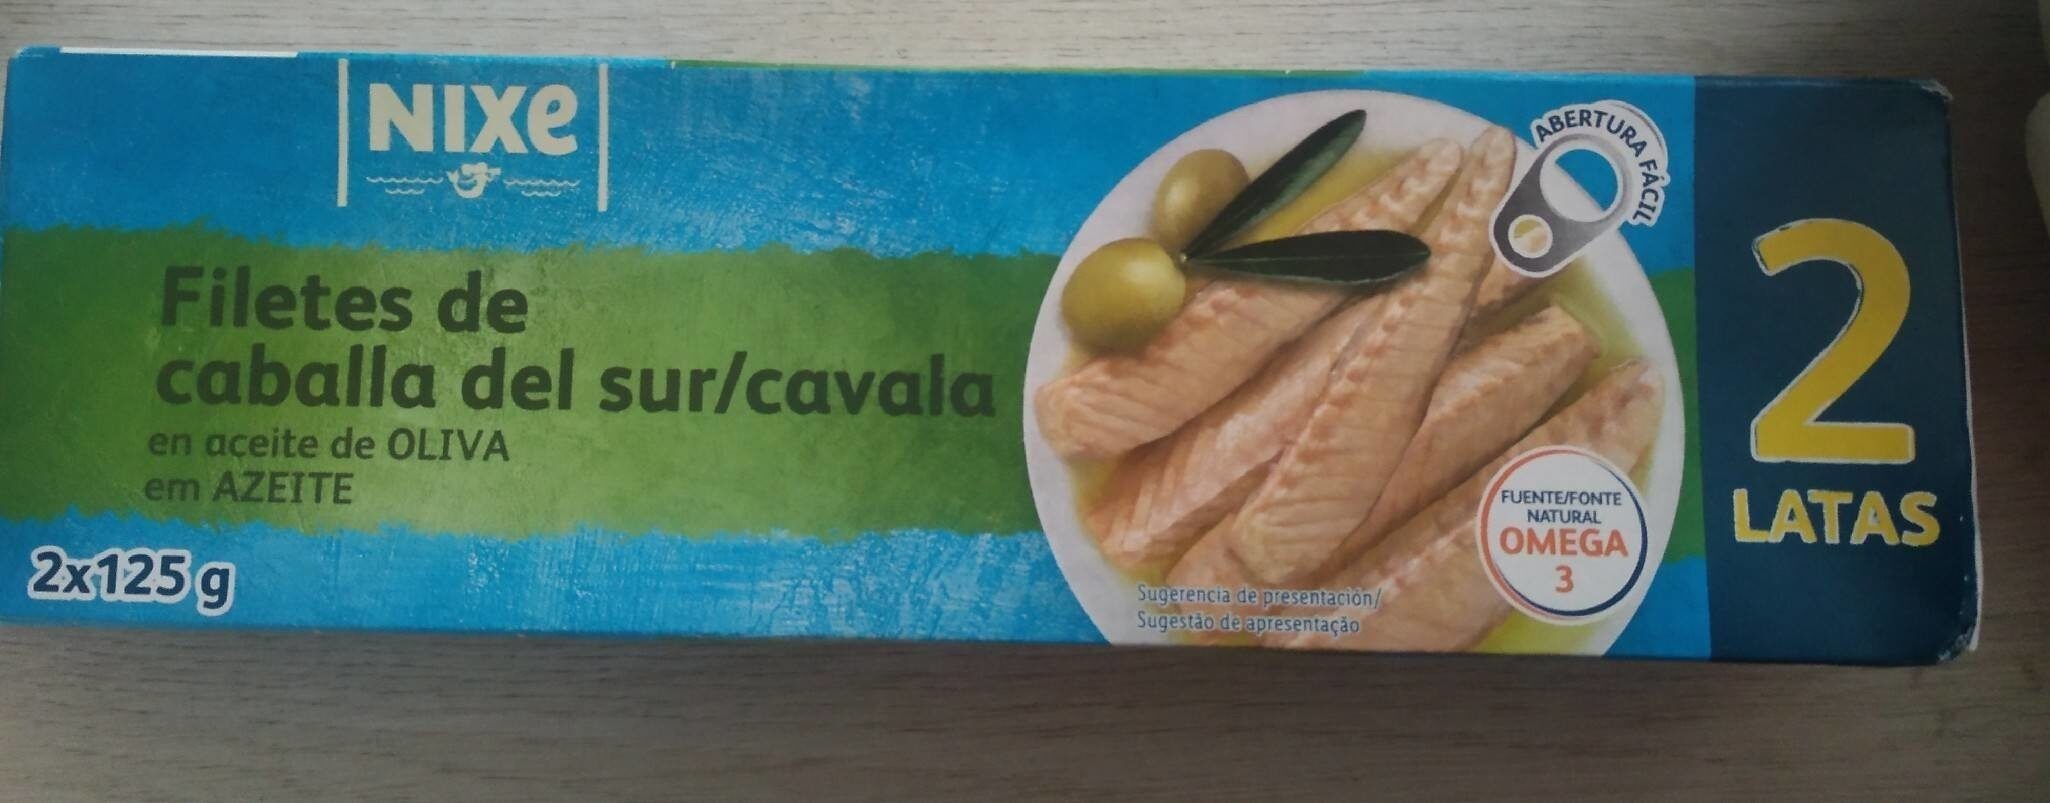 NIXe
Filetes de
caballa del sur/cavala
en aceite de OLIVA
em AZEITE
2x125 g
ABERTURA FÁCIL
FUENTE/FONTE
NATURAL
OMEGA
3
Sugerencia de presentación/
Sugestão de apresentação
2
LATAS